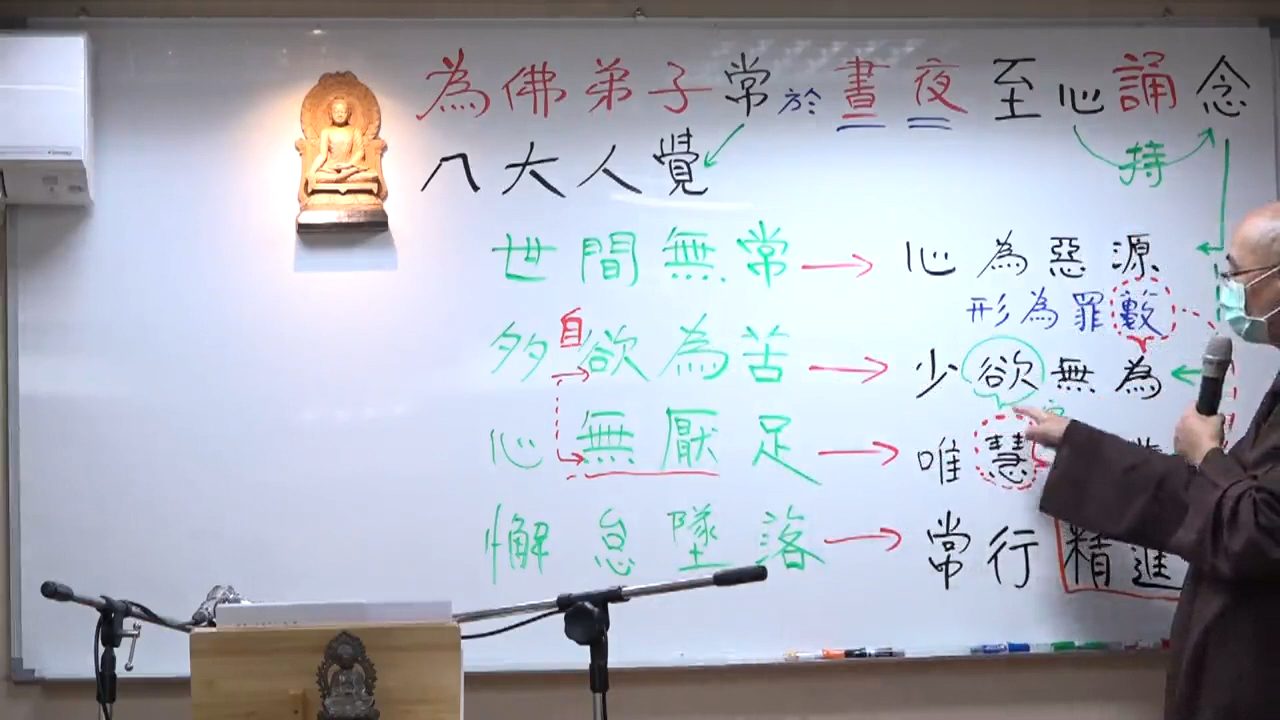 為佛弟子常於晝夜至心誦念
持
八大人覺
世間無常 → 心為惡源
形為罪藪
自
多欲為苦 → 少欲無為
心無厭足 → 唯慧
懈怠墜落 → 常行精進